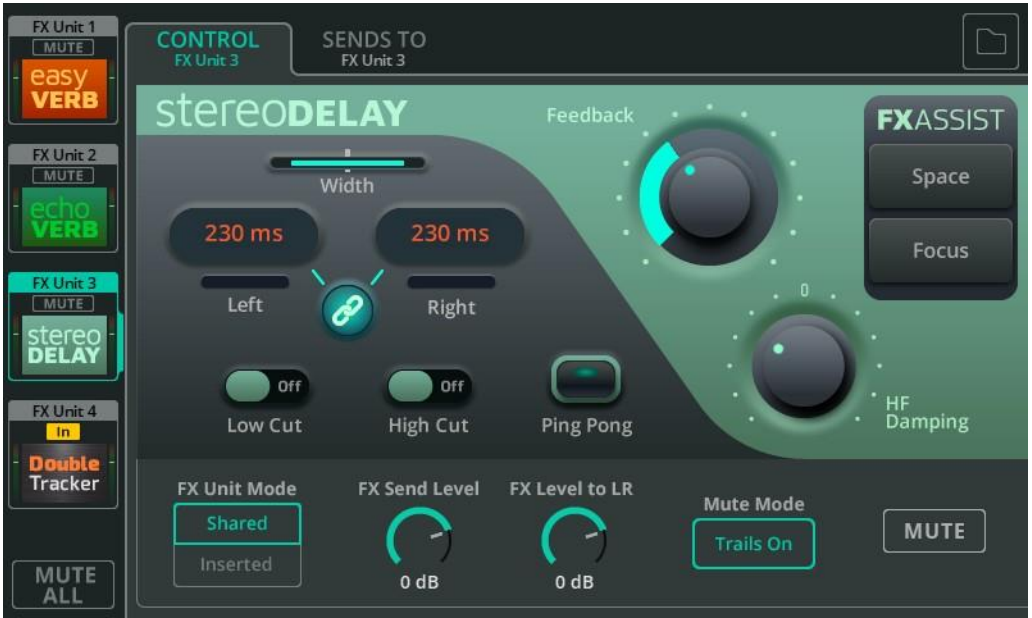 FX Unit 1
MUTE
easy
VERB
FX Unit 2
MUTE
echo
VERB
FX Unit 3
MUTE
stereo
DELAY
FX Unit 4
In
Double
Tracker
MUTE
ALL
CONTROL
FX Unit 3
SENDS TO
FX Unit 3
stereoDELAY
Width
230 ms
230 ms
Left
Right
Off
Off
Low Cut
High Cut
Ping Pong
Feedback
0
HF
Damping
FXASSIST
Space
Focus
FX Unit Mode
Shared
Inserted
FX Send Level
0 dB
FX Level to LR
0 dB
Mute Mode
Trails On
MUTE